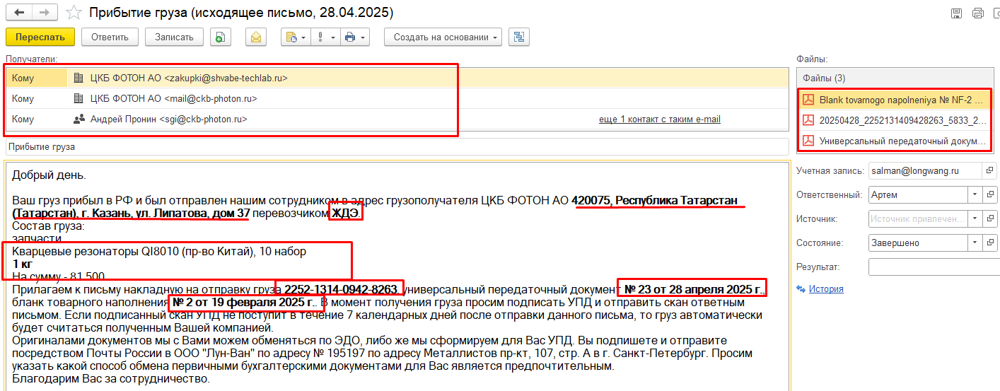 Прибытие груза (исходящее письмо, 28.04.2025)
Переслать
Ответить
Записать
Создать на основании
Получатели:
Кому ЦКБ ФОТОН АО <zakupki@shvabe-techlab.ru>
Кому ЦКБ ФОТОН АО <mail@ckb-photon.ru>
Кому Андрей Пронин <sgi@ckb-photon.ru> еще 1 контакт с таким e-mail
Прибытие груза
Добрый день.
Ваш груз прибыл в РФ и был отправлен нашим сотрудником в адрес грузополучателя ЦКБ ФОТОН АО 420075, Республика Татарстан
(Татарстан), г. Казань, ул. Липатова, дом 37 перевозчиком ЖДЭ.
Состав груза:
запчасти
Кварцевые резонаторы QI8010 (пр-во Китай), 10 набор
1 кг
На сумму - 81 500
Прилагаем к письму накладную на отправку груза 2252-1314-0942-8263, универсальный передаточный документ № 23 от 28 апреля 2025 г.,
бланк товарного наполнения № 2 от 19 февраля 2025 г.. В момент получения груза просим подписать УПД и отправить скан ответным
письмом. Если подписанный скан УПД не поступит в течение 7 календарных дней после отправки данного письма, то груз автоматически
будет считаться полученным Вашей компанией.
Оригиналами документов мы с Вами можем обменяться по ЭДО, либо же мы сформируем для Вас УПД. Вы подпишете и отправите
посредством Почты России в ООО "Лун-Ван" по адресу № 195197 по адресу Металлистов пр-кт, 107, стр. А в г. Санкт-Петербург. Просим
указать какой способ обмена первичными бухгалтерскими документами для Вас является предпочтительным.
Благодарим Вас за сотрудничество.
Файлы:
Файлы (3)
Blank tovarnogo napolneniya № NF-2 ...
20250428_2252131409428263_5833_2...
Универсальный передаточный докум...
Учетная запись: salman@longwang.ru
Ответственный: Артем
Источник: Источник привлечен...
Состояние: Завершено
Результат:
История